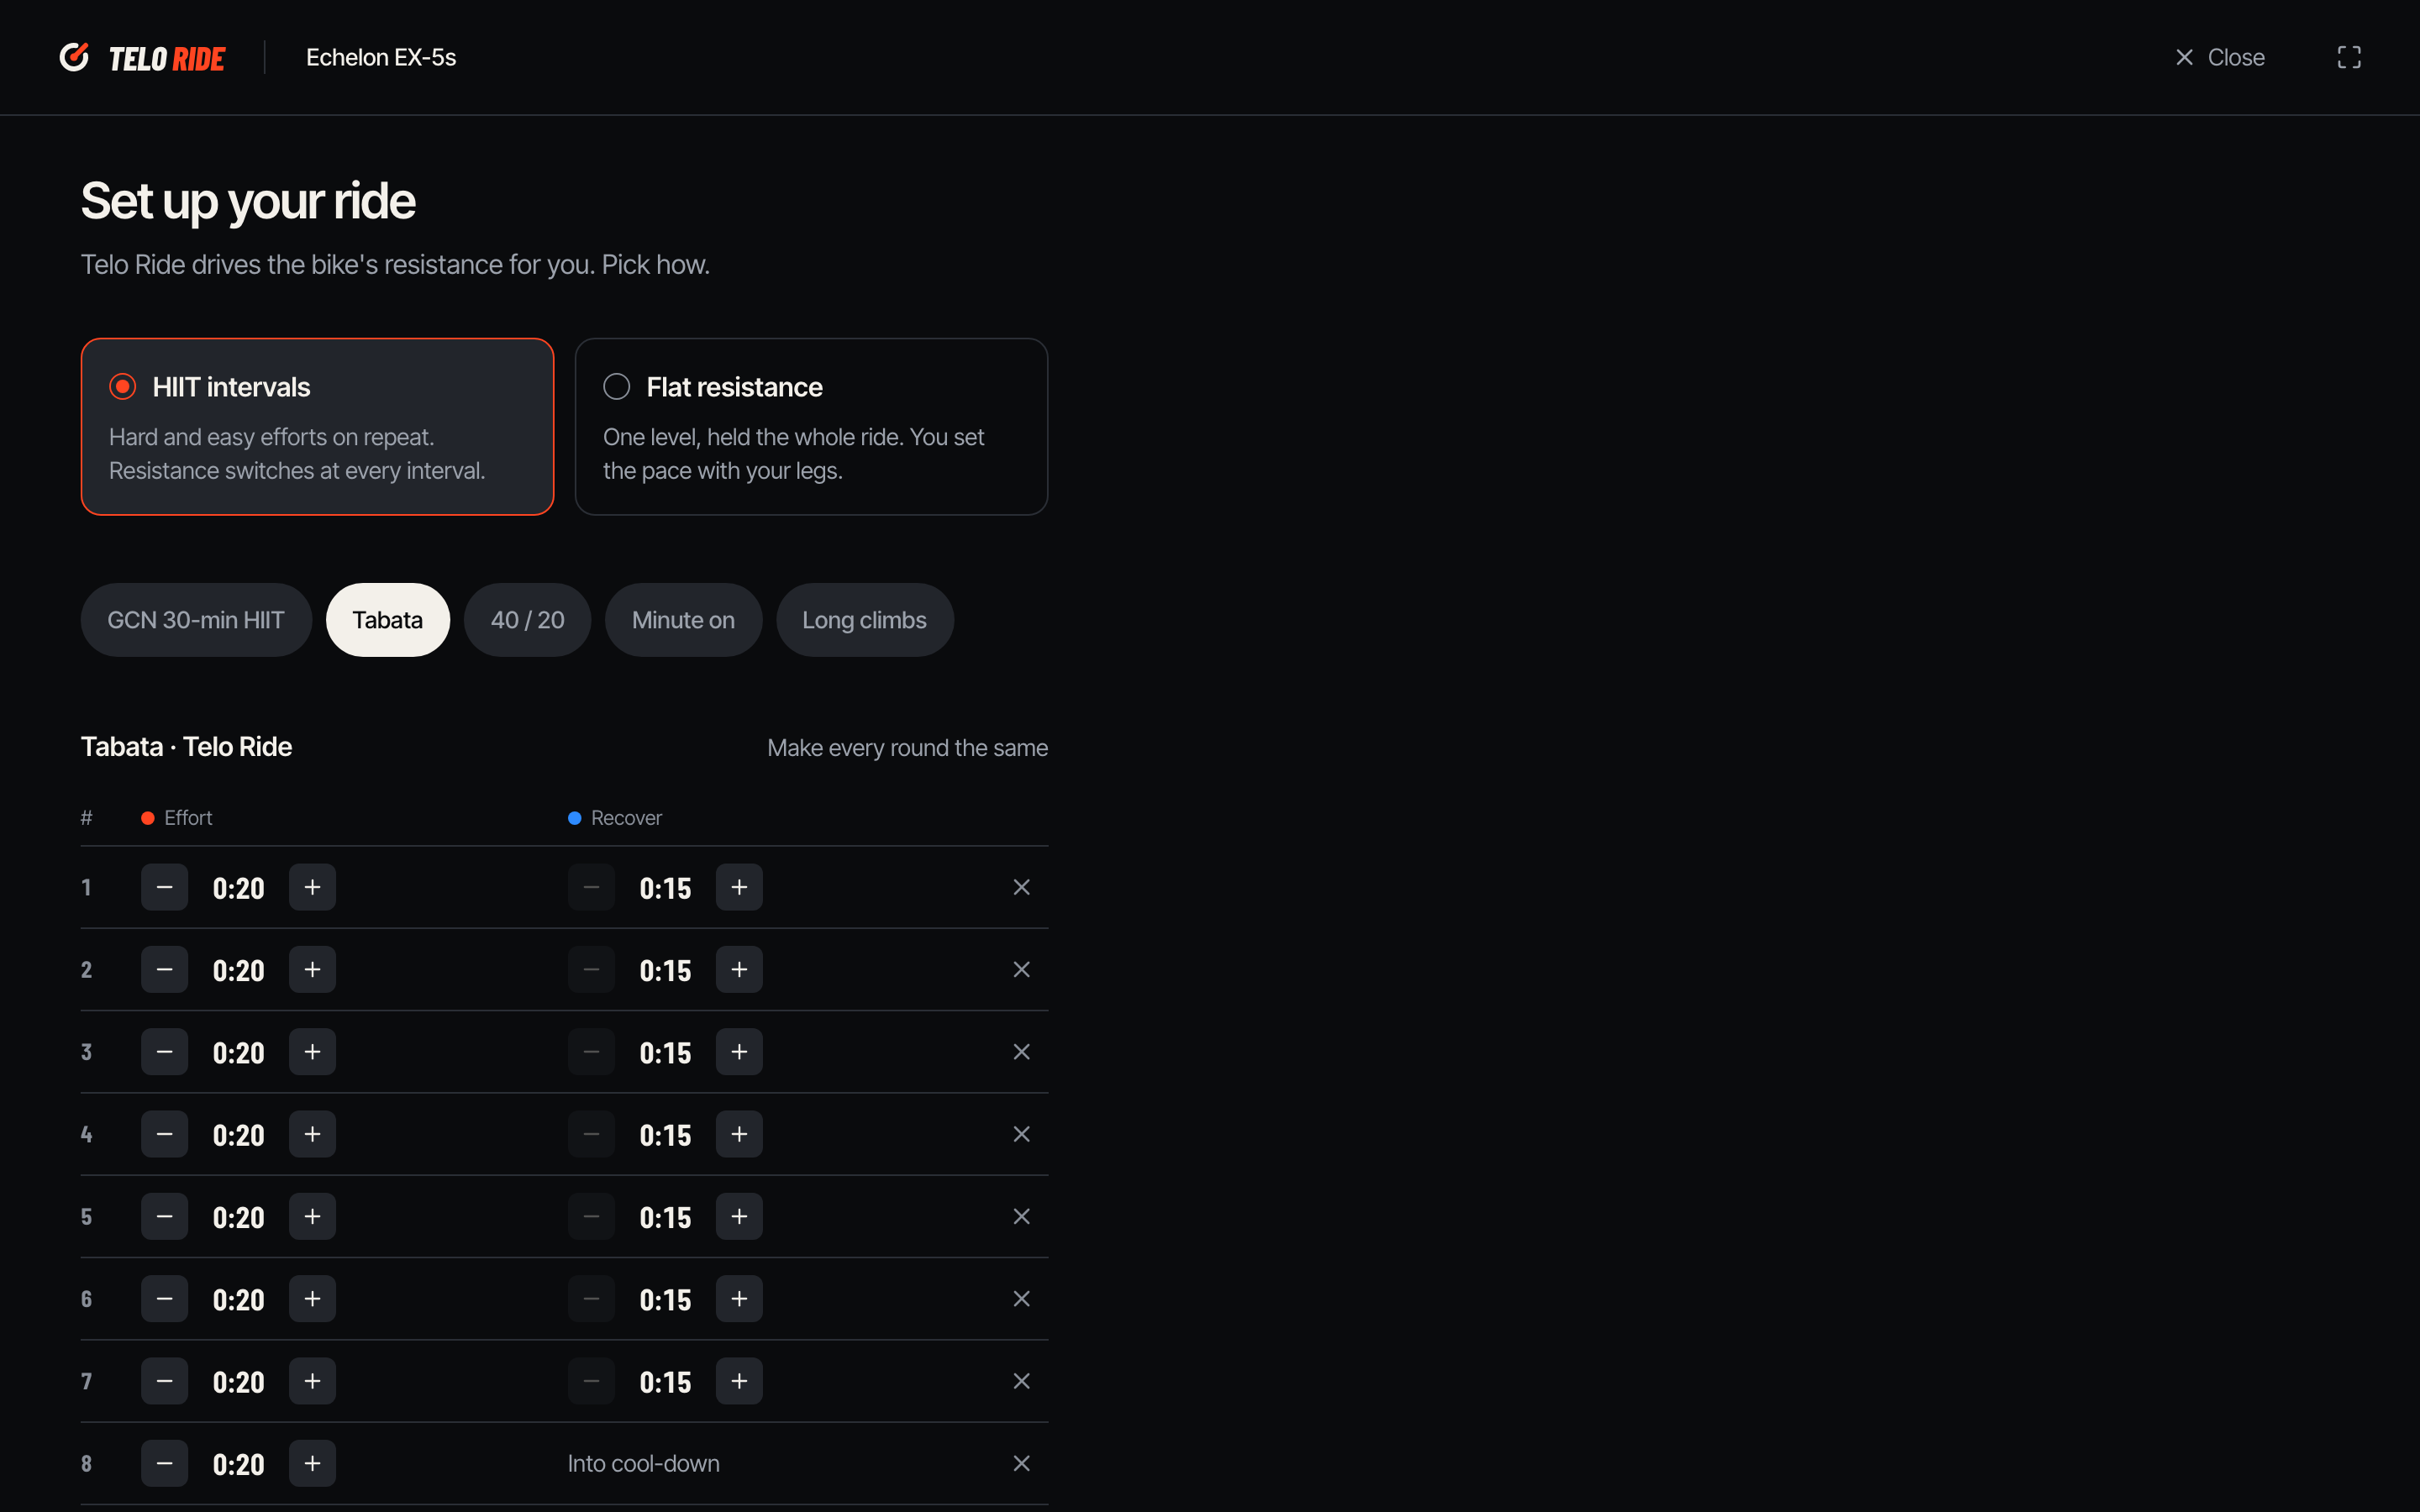 TELO RIDE
Echelon EX-5s
Close
Set up your ride
Telo Ride drives the bike's resistance for you. Pick how.
HIIT intervals
Hard and easy efforts on repeat.
Resistance switches at every interval.
Flat resistance
One level, held the whole ride. You set
the pace with your legs.
GCN 30-min HIIT
Tabata
40 / 20
Minute on
Long climbs
Tabata · Telo Ride
Make every round the same
# Effort Recover
1 − 0:20 + − 0:15 + ×
2 − 0:20 + − 0:15 + ×
3 − 0:20 + − 0:15 + ×
4 − 0:20 + − 0:15 + ×
5 − 0:20 + − 0:15 + ×
6 − 0:20 + − 0:15 + ×
7 − 0:20 + − 0:15 + ×
8 − 0:20 + Into cool-down ×